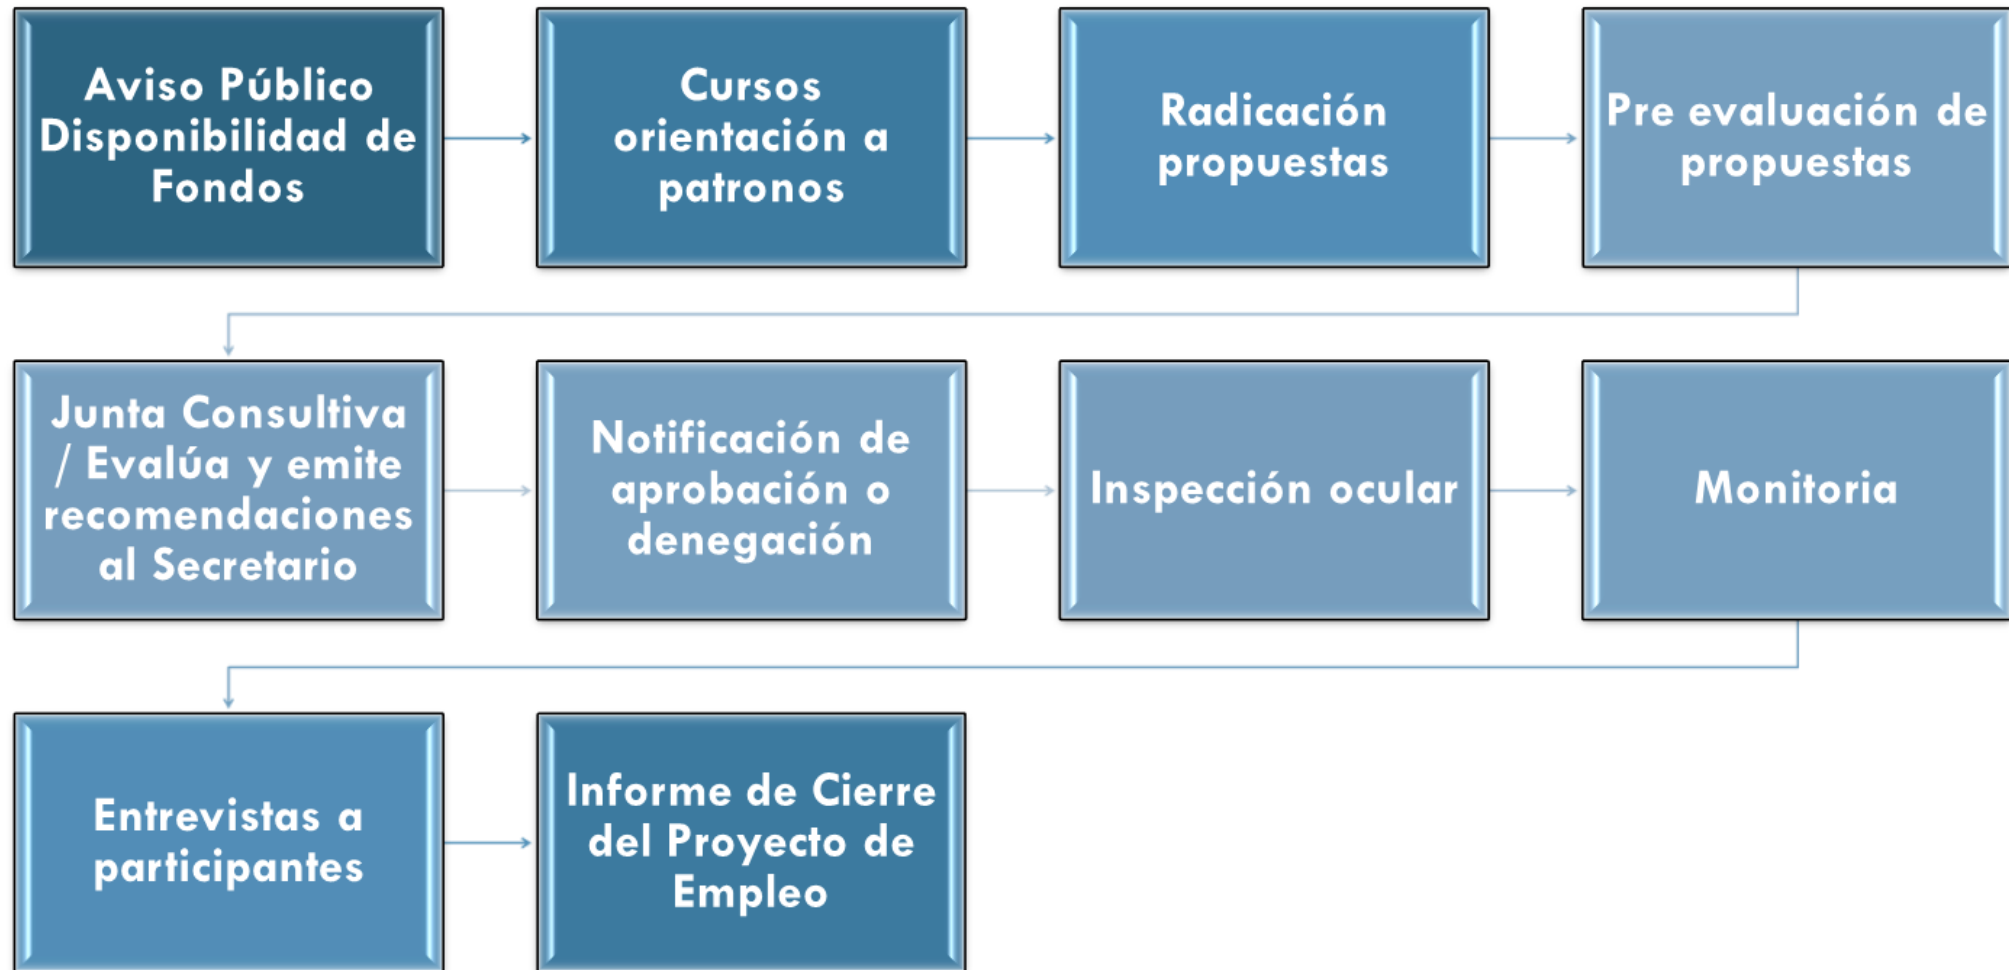 Aviso Público
Disponibilidad de
Fondos
Cursos
orientación a
patronos
Radicación
propuestas
Pre evaluación de
propuestas
Junta Consultiva
/ Evalúa y emite
recomendaciones
al Secretario
Notificación de
aprobación o
denegación
Inspección ocular
Monitoria
Entrevistas a
participantes
Informe de Cierre
del Proyecto de
Empleo